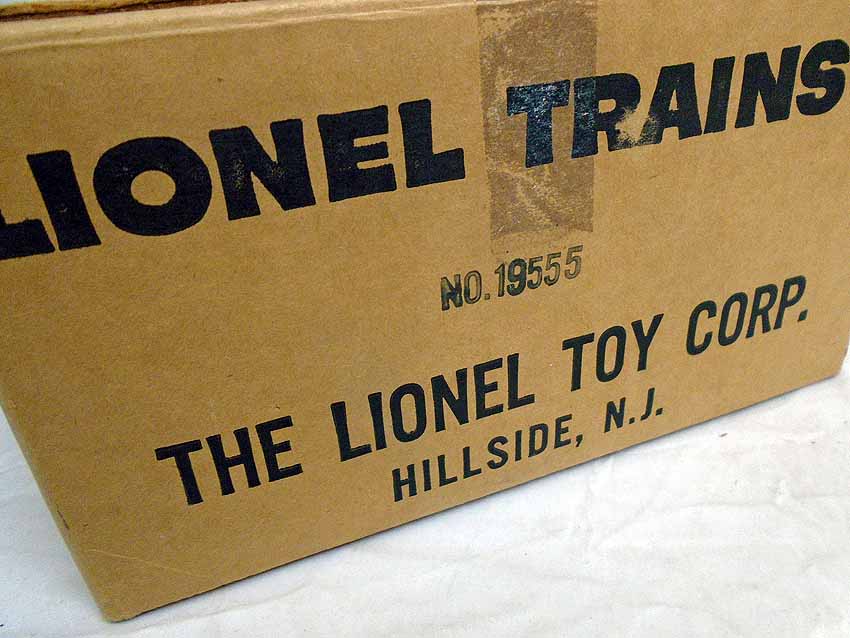 LIONEL TRAINS
NO.19555
THE LIONEL TOY CORP.
HILLSIDE, N.J.